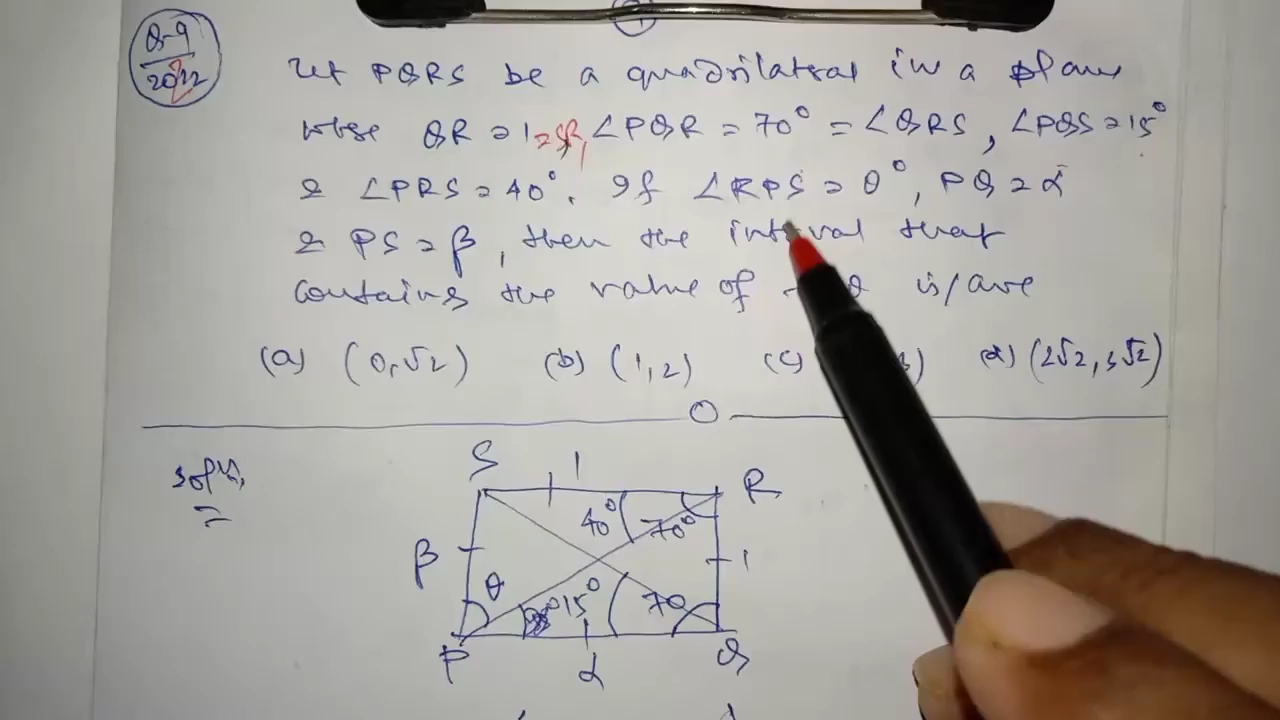 Q-9
2022
Let PQRS be a quadrilateral in a plane
where QR = 1 = SR, ∠PQR = 70° = ∠QRS, ∠PQS = 15°
& ∠PRS = 40°. If ∠RPS = θ°, PQ = α
& PS = β, then the interval that
contains the value of θ is/are
(a) (0, √2) (b) (1, 2) (c) (d) (2√2, 3√2)
Soln,
S 1 R
40° 70°
β 1
θ 15° 70
P α Q